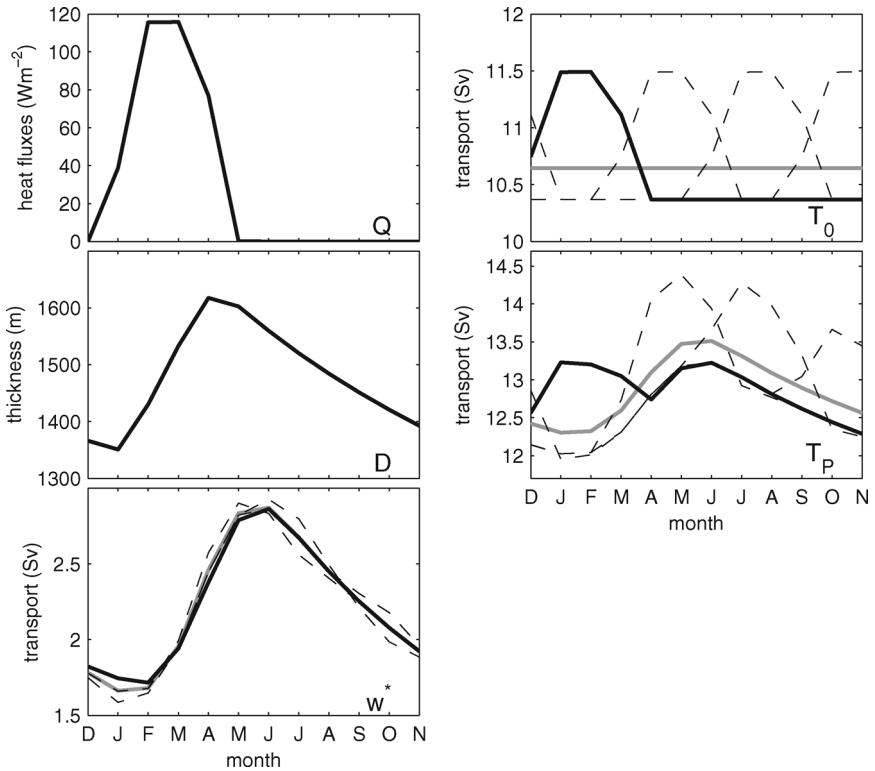 120
100
80
60
40
20
0
heat fluxes (Wm⁻²)
Q
12
11.5
11
10.5
10
transport (Sv)
T₀
1600
1500
1400
1300
thickness (m)
D
14.5
14
13.5
13
12.5
12
transport (Sv)
Tₚ
D J F M A M J J A S O N
month
2.5
2
1.5
transport (Sv)
w*
D J F M A M J J A S O N
month